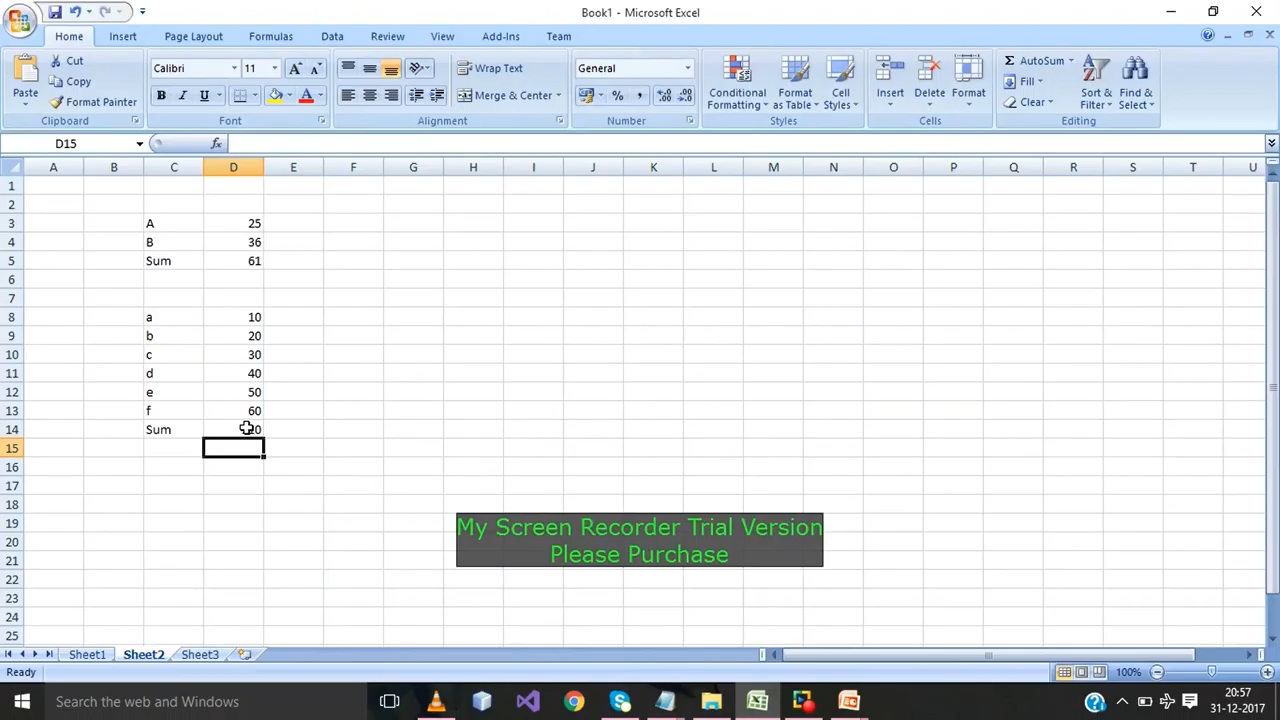 Book1 - Microsoft Excel
Home Insert Page Layout Formulas Data Review View Add-Ins Team
Paste
Cut
Copy
Format Painter
Clipboard
Calibri 11
B I U
Font
Wrap Text
Merge & Center
Alignment
General
% ,
Number
Conditional Formatting
Format as Table
Cell Styles
Styles
Insert
Delete
Format
Cells
Σ AutoSum
Fill
Clear
Sort & Filter
Find & Select
Editing
D15 fx
A B C D E F G H I J K L M N O P Q R S T U
1
2
3 A 25
4 B 36
5 Sum 61
6
7
8 a 10
9 b 20
10 c 30
11 d 40
12 e 50
13 f 60
14 Sum
15
16
17
18
19
20
21
22
23
24
25
My Screen Recorder Trial Version
Please Purchase
Sheet1 Sheet2 Sheet3
Ready 100%
Search the web and Windows
20:57
31-12-2017